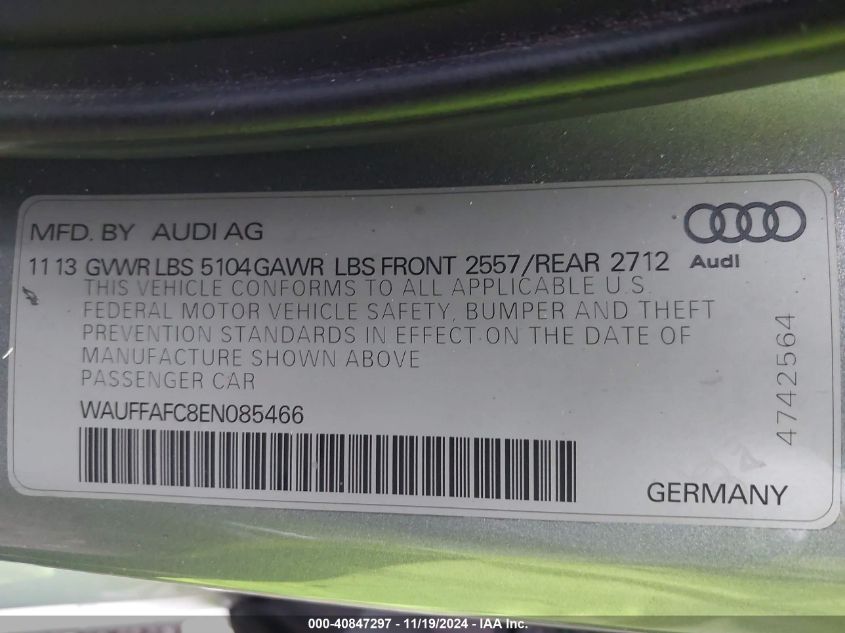 MFD. BY AUDI AG
11 13 GVWR LBS 5104 GAWR LBS FRONT 2557/REAR 2712
Audi
THIS VEHICLE CONFORMS TO ALL APPLICABLE U.S.
FEDERAL MOTOR VEHICLE SAFETY, BUMPER AND THEFT
PREVENTION STANDARDS IN EFFECT ON THE DATE OF
MANUFACTURE SHOWN ABOVE
PASSENGER CAR
WAUFFAFC8EN085466
4742564
GERMANY
000-40847297 - 11/19/2024 - IAA Inc.